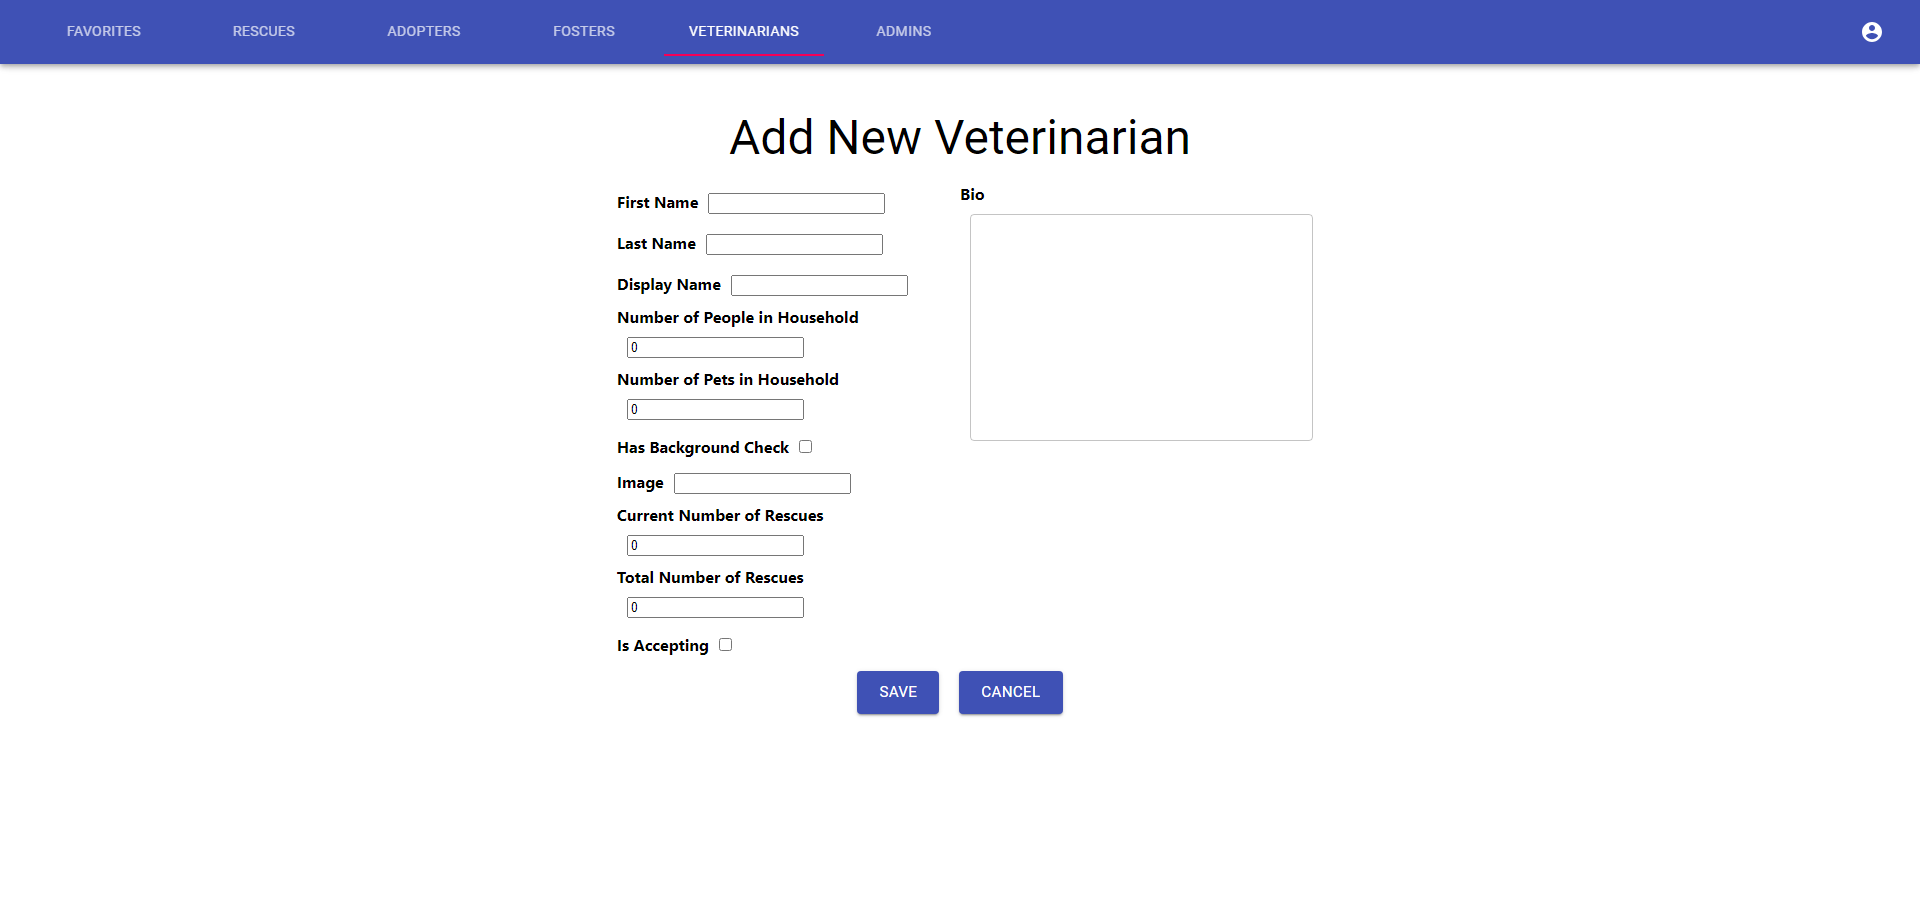 FAVORITES RESCUES ADOPTERS FOSTERS VETERINARIANS ADMINS
Add New Veterinarian
First Name
Last Name
Display Name
Number of People in Household
0
Number of Pets in Household
0
Has Background Check
Image
Current Number of Rescues
0
Total Number of Rescues
0
Is Accepting
Bio
SAVE CANCEL